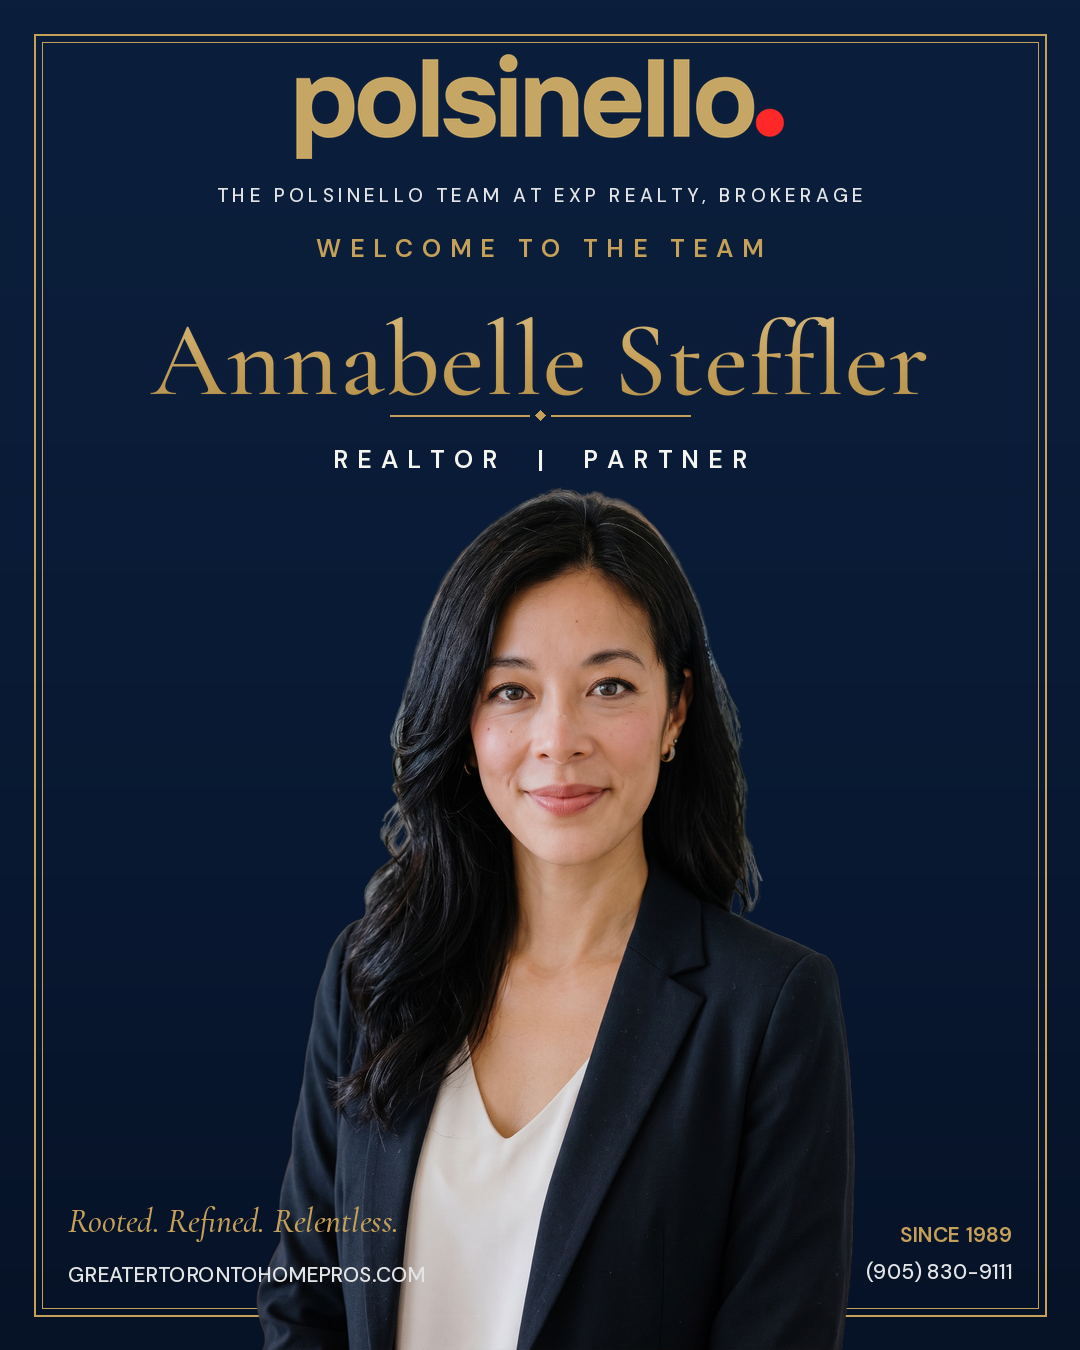 polsinello.
THE POLSINELLO TEAM AT EXP REALTY, BROKERAGE
WELCOME TO THE TEAM
Annabelle Steffler
REALTOR | PARTNER
Rooted. Refined. Relentless.
GREATERTORONTOHOMEPROS.COM
SINCE 1989
(905) 830-9111